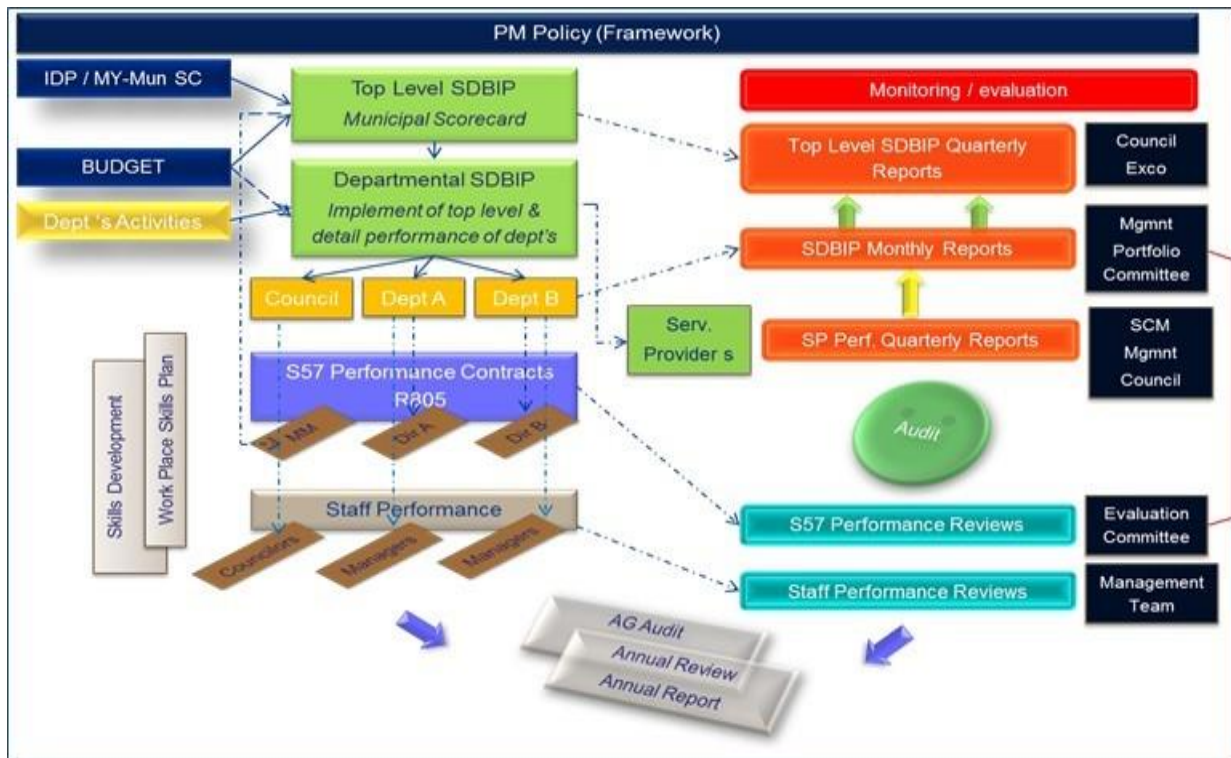 PM Policy (Framework)
IDP / MY-Mun SC
BUDGET
Dept 's Activities
Top Level SDBIP
Municipal Scorecard
Departmental SDBIP
Implement of top level &
detail performance of dept's
Council
Dept A
Dept B
Serv.
Provider s
S57 Performance Contracts
R805
MM
Dir A
Dir B
Staff Performance
Councilors
Managers
Managers
Skills Development
Work Place Skills Plan
Monitoring / evaluation
Top Level SDBIP Quarterly
Reports
Council
Exco
SDBIP Monthly Reports
Mgmnt
Portfolio
Committee
SP Perf. Quarterly Reports
SCM
Mgmnt
Council
Audit
S57 Performance Reviews
Evaluation
Committee
Staff Performance Reviews
Management
Team
AG Audit
Annual Review
Annual Report